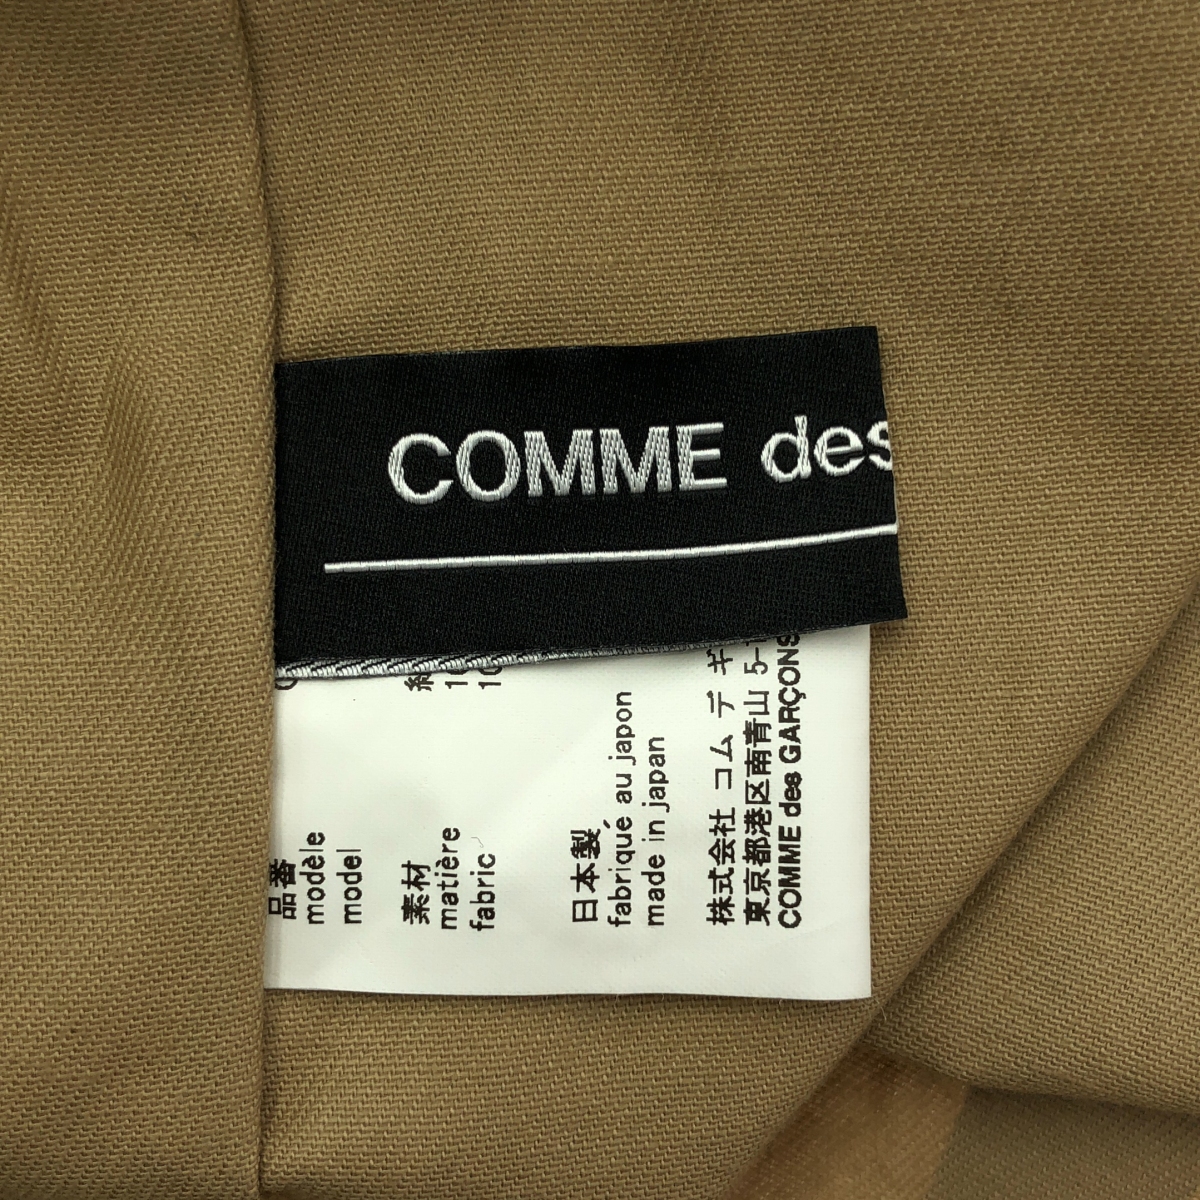 COMME des
品番
modèle
model
素材
matière
fabric
日本製
fabriqué au japon
made in japan
株式会社 コム デ ギ
東京都港区南青山 5-
COMME des GARÇONS